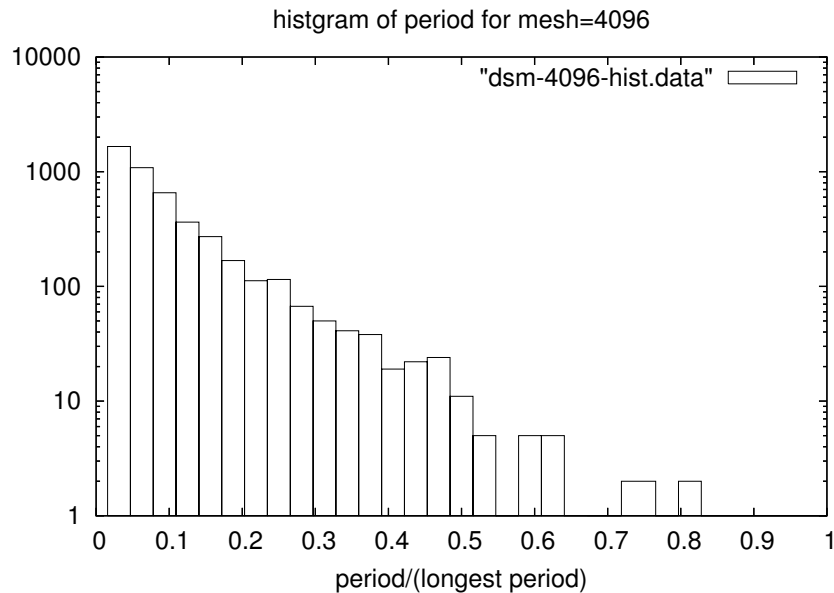 histgram of period for mesh=4096
10000
"dsm-4096-hist.data"
1000
100
10
1
0 0.1 0.2 0.3 0.4 0.5 0.6 0.7 0.8 0.9 1
period/(longest period)